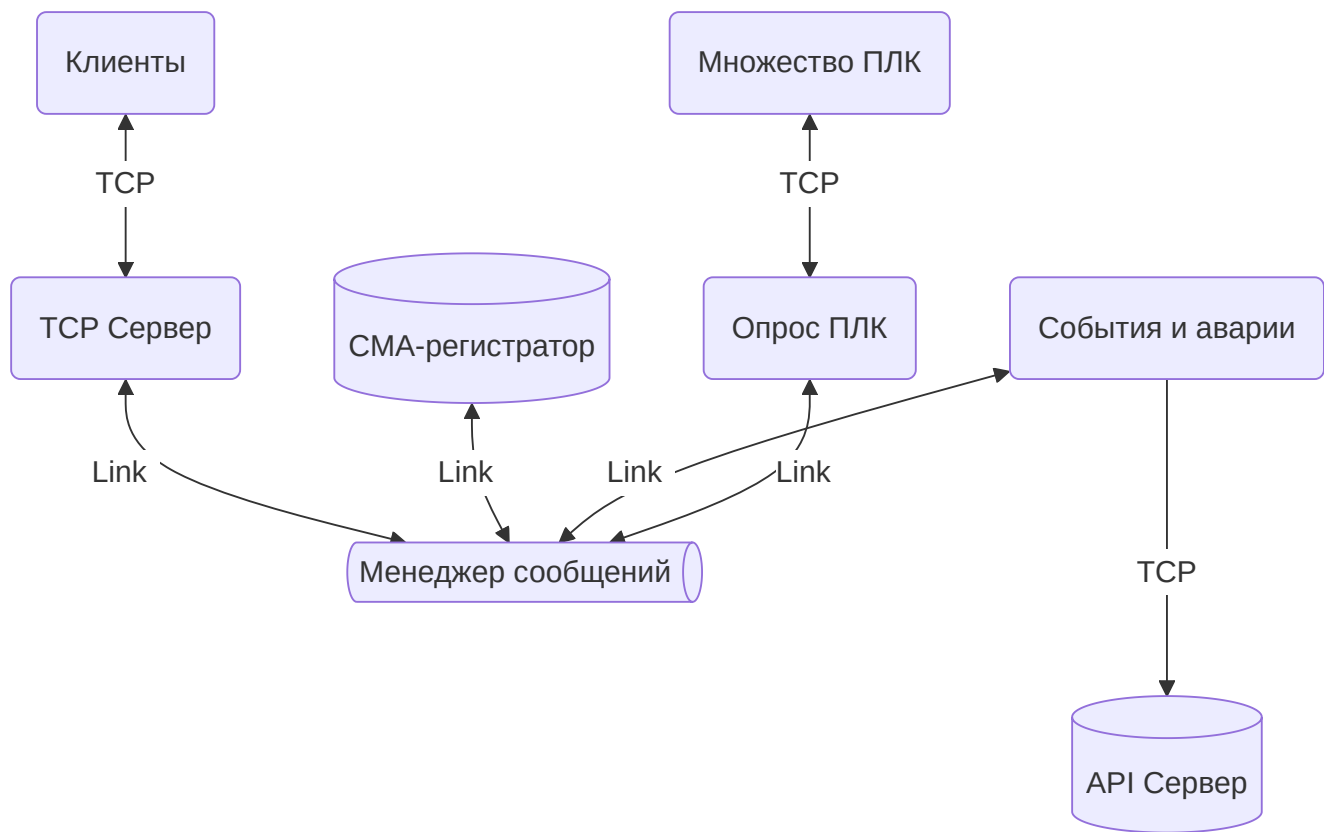 Клиенты
Множество ПЛК
TCP
TCP
TCP Сервер
СМА-регистратор
Опрос ПЛК
События и аварии
Link
Link
Link
Link
Менеджер сообщений
TCP
API Сервер